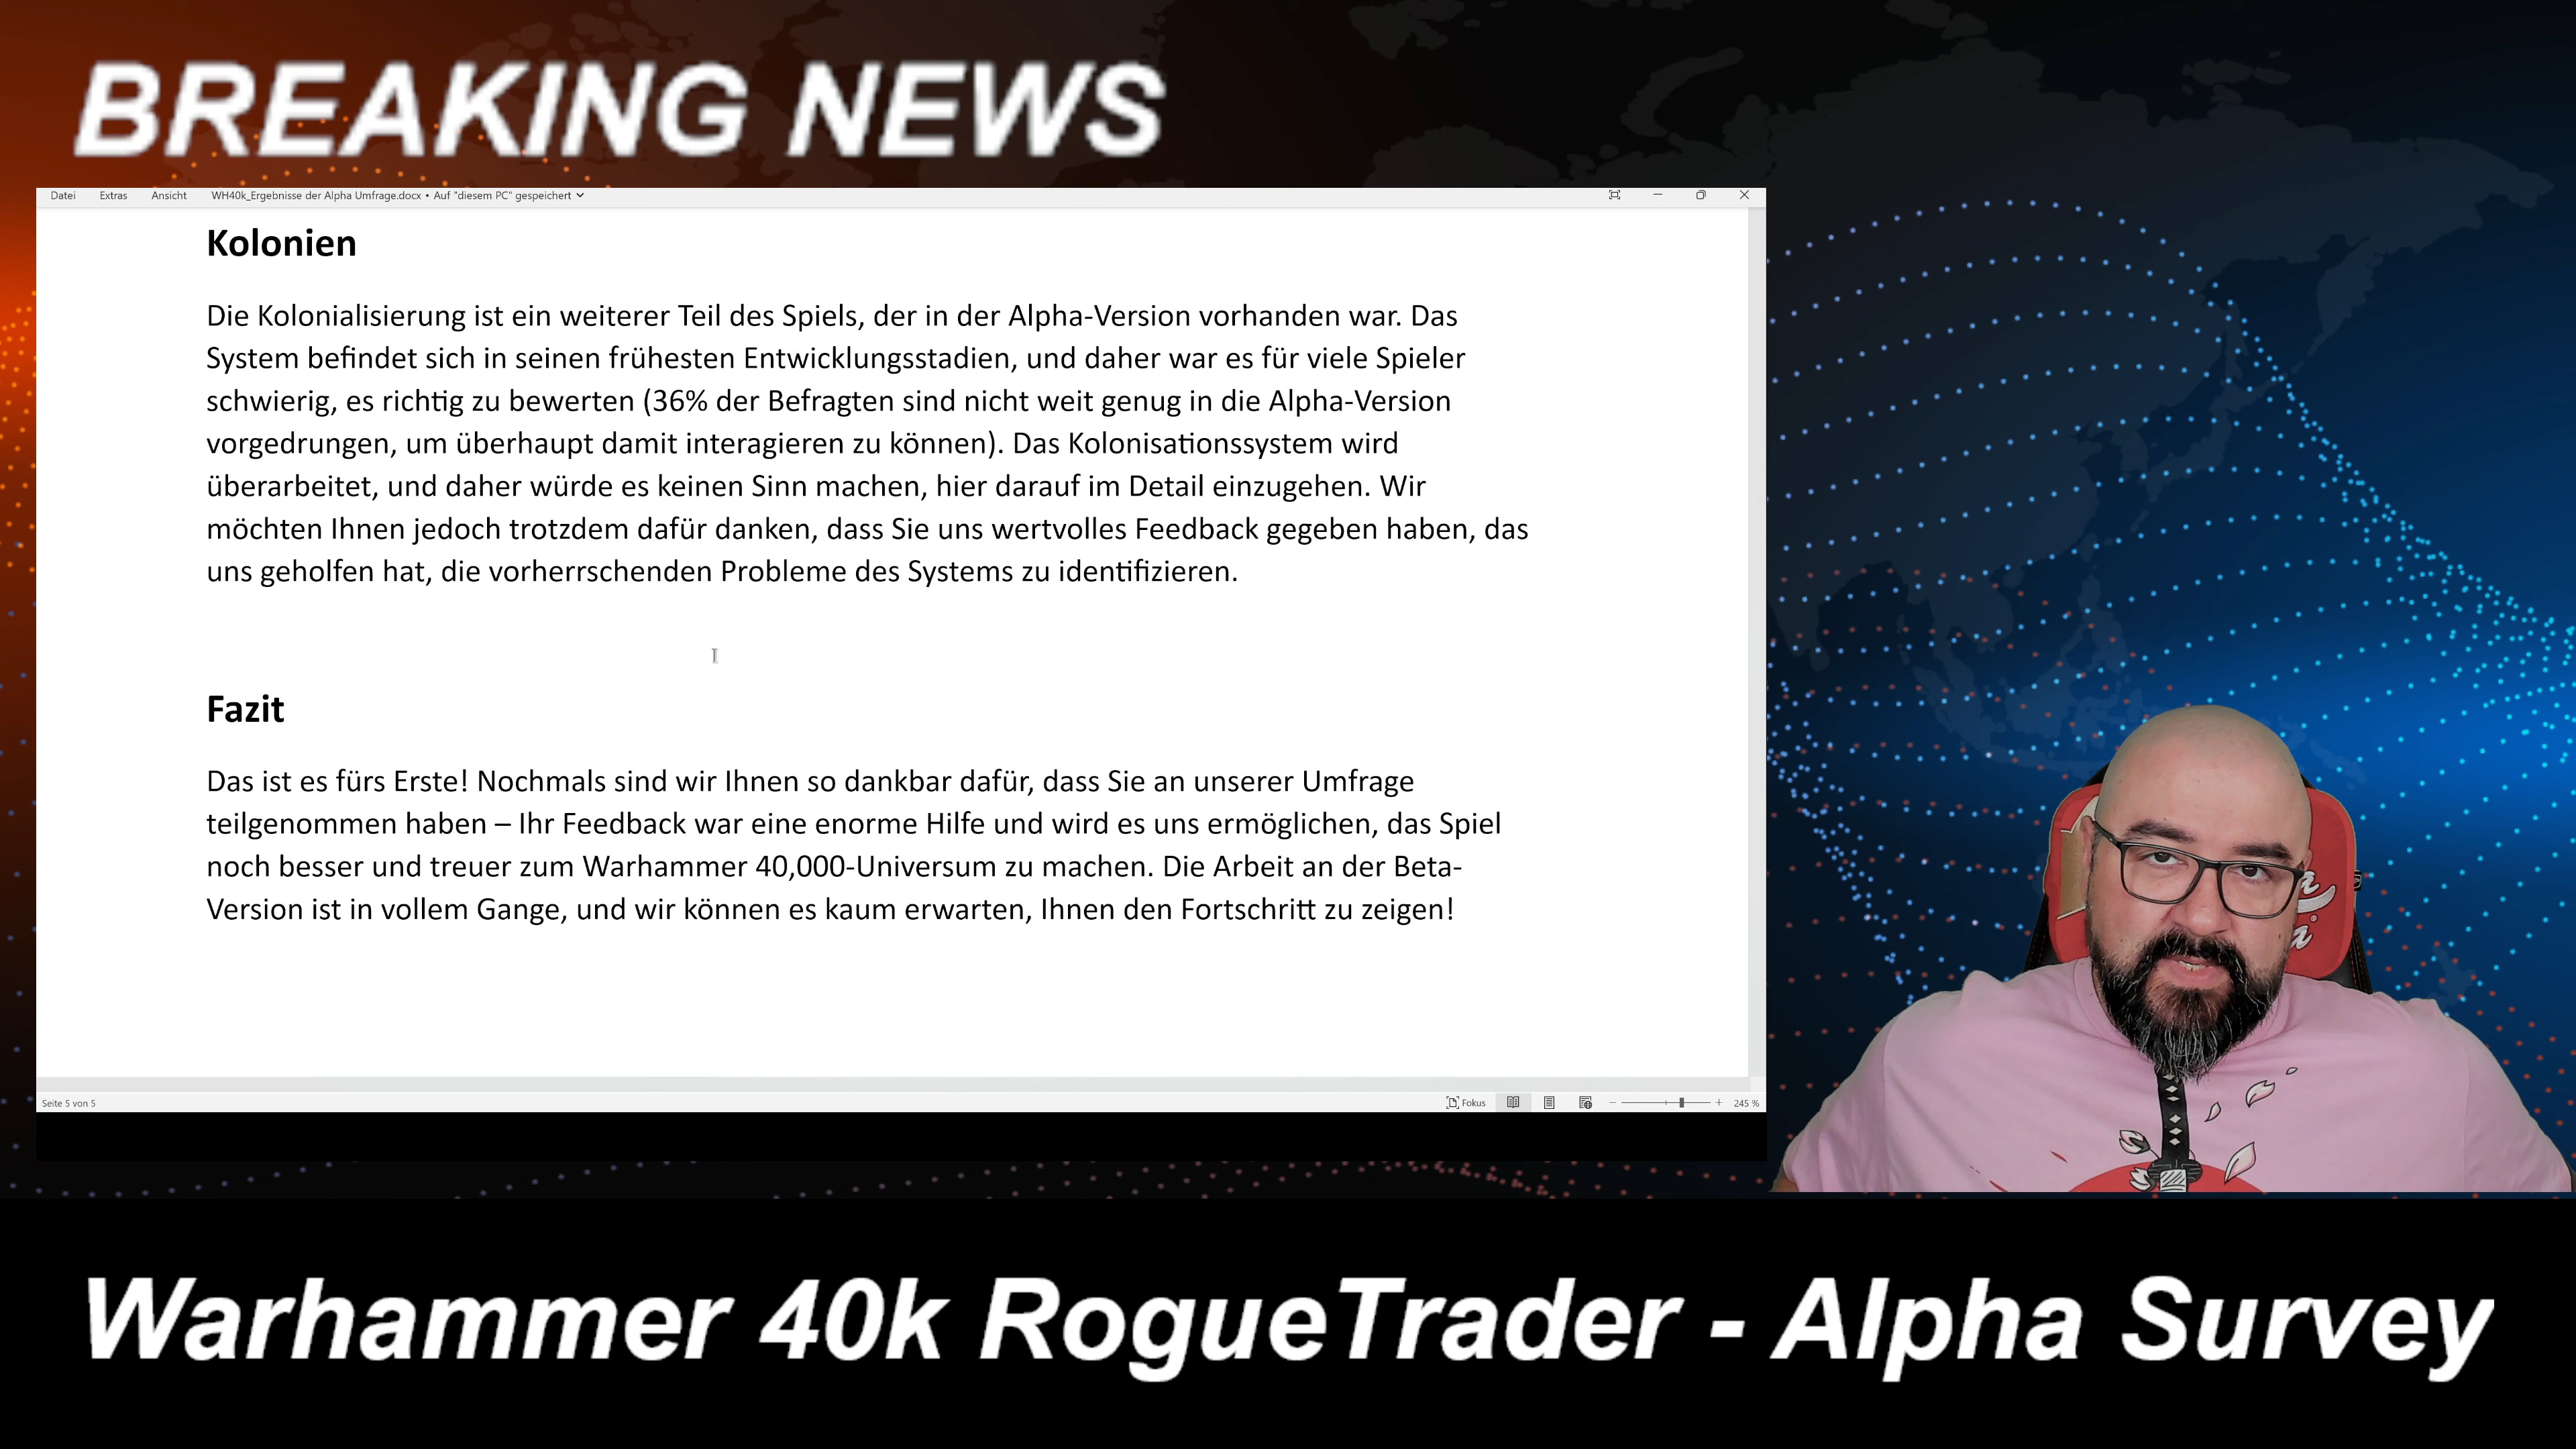 BREAKING NEWS
Datei Extras Ansicht WH40k_Ergebnisse der Alpha Umfrage.docx • Auf "diesem PC" gespeichert
Kolonien
Die Kolonialisierung ist ein weiterer Teil des Spiels, der in der Alpha-Version vorhanden war. Das
System befindet sich in seinen frühesten Entwicklungsstadien, und daher war es für viele Spieler
schwierig, es richtig zu bewerten (36% der Befragten sind nicht weit genug in die Alpha-Version
vorgedrungen, um überhaupt damit interagieren zu können). Das Kolonisationssystem wird
überarbeitet, und daher würde es keinen Sinn machen, hier darauf im Detail einzugehen. Wir
möchten Ihnen jedoch trotzdem dafür danken, dass Sie uns wertvolles Feedback gegeben haben, das
uns geholfen hat, die vorherrschenden Probleme des Systems zu identifizieren.
Fazit
Das ist es fürs Erste! Nochmals sind wir Ihnen so dankbar dafür, dass Sie an unserer Umfrage
teilgenommen haben – Ihr Feedback war eine enorme Hilfe und wird es uns ermöglichen, das Spiel
noch besser und treuer zum Warhammer 40,000-Universum zu machen. Die Arbeit an der Beta-
Version ist in vollem Gange, und wir können es kaum erwarten, Ihnen den Fortschritt zu zeigen!
Seite 5 von 5 Fokus 245 %
Warhammer 40k RogueTrader - Alpha Survey